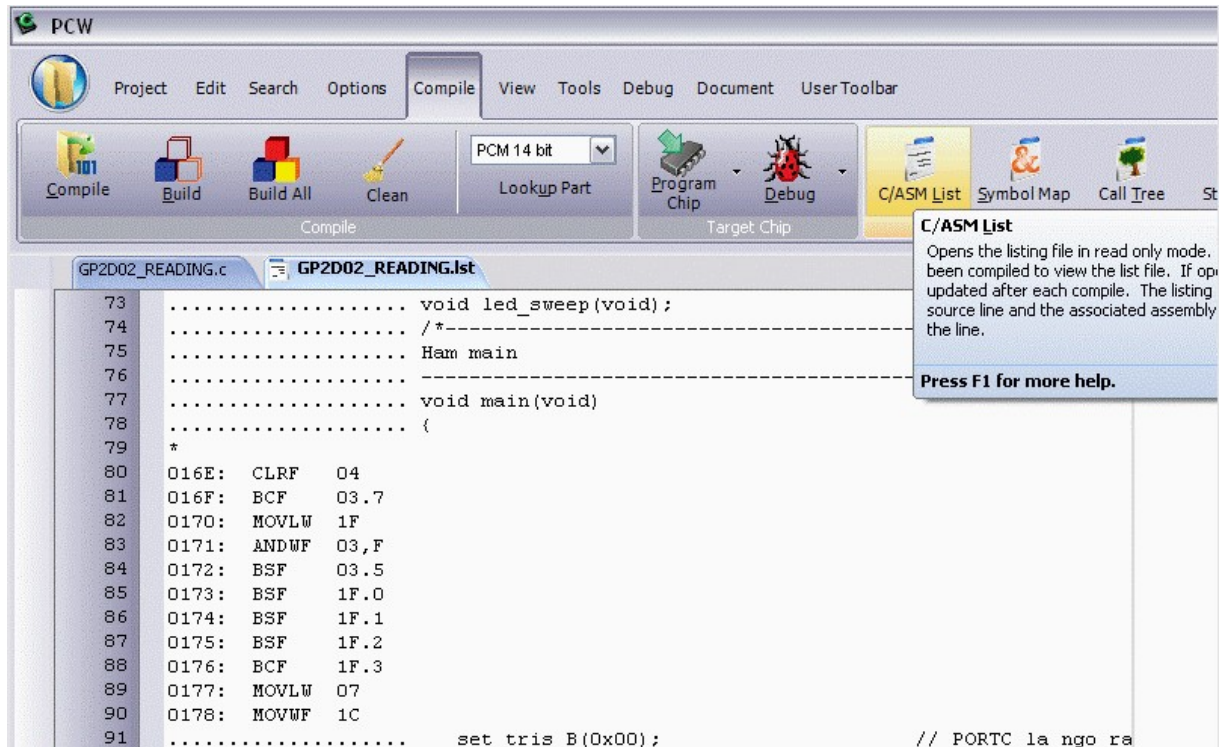 PCW
Project Edit Search Options Compile View Tools Debug Document User Toolbar
101
Compile Build Build All Clean
PCM 14 bit
Lookup Part
Program Chip Debug
C/ASM List Symbol Map Call Tree St
Compile Target Chip
C/ASM List
Opens the listing file in read only mode.
been compiled to view the list file. If op
updated after each compile. The listing
source line and the associated assembly
the line.
Press F1 for more help.
GP2D02_READING.c GP2D02_READING.lst
73 .................... void led_sweep(void);
74 .................... /*------------------------------------------
75 .................... Ham main
76 .................... --------------------------------------------
77 .................... void main(void)
78 .................... {
79 *
80 016E: CLRF 04
81 016F: BCF 03.7
82 0170: MOVLW 1F
83 0171: ANDWF 03,F
84 0172: BSF 03.5
85 0173: BSF 1F.0
86 0174: BSF 1F.1
87 0175: BSF 1F.2
88 0176: BCF 1F.3
89 0177: MOVLW 07
90 0178: MOVWF 1C
91 .................... set_tris_B(0x00); // PORTC la ngo ra